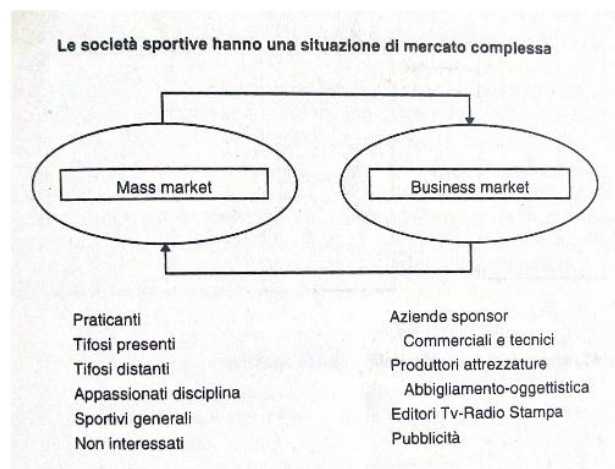 Le società sportive hanno una situazione di mercato complessa
Mass market
Business market
Praticanti
Tifosi presenti
Tifosi distanti
Appassionati disciplina
Sportivi generali
Non interessati
Aziende sponsor
Commerciali e tecnici
Produttori attrezzature
Abbigliamento-oggettistica
Editori Tv-Radio Stampa
Pubblicità